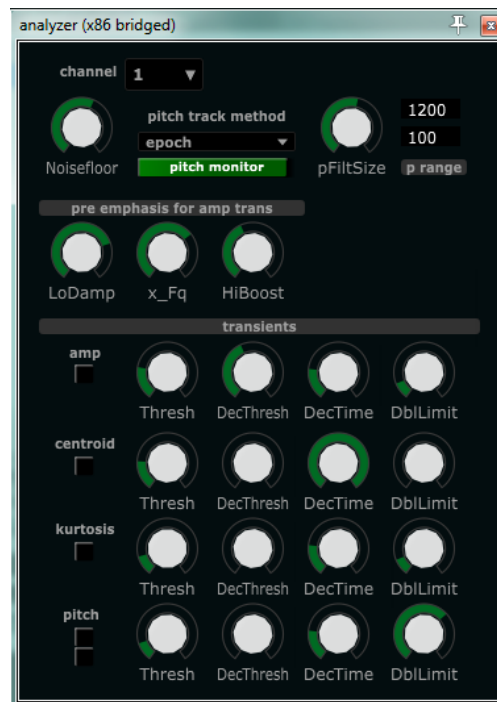 analyzer (x86 bridged)
channel 1
pitch track method
epoch
pitch monitor
1200
100
Noisefloor pFiltSize p range
pre emphasis for amp trans
LoDamp x_Fq HiBoost
transients
amp
Thresh DecThresh DecTime DblLimit
centroid
Thresh DecThresh DecTime DblLimit
kurtosis
Thresh DecThresh DecTime DblLimit
pitch
Thresh DecThresh DecTime DblLimit